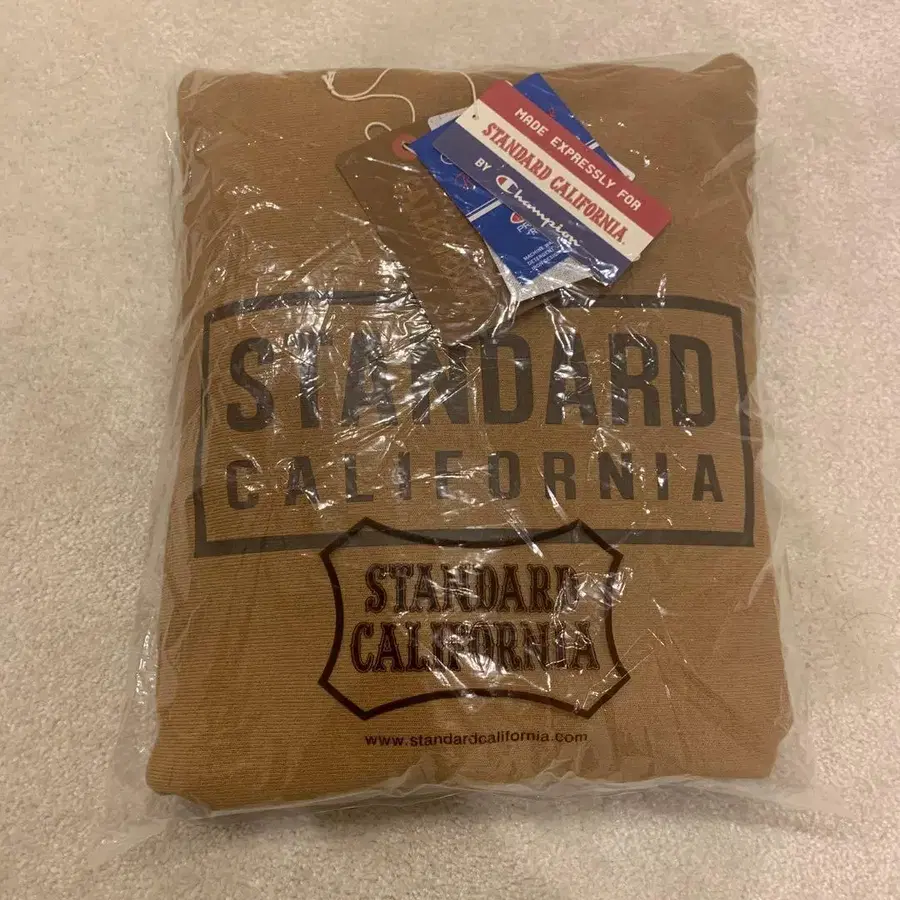 MADE EXPRESSLY FOR
STANDARD CALIFORNIA
BY Champion
STANDARD
CALIFORNIA
STANDARD
CALIFORNIA
www.standardcalifornia.com